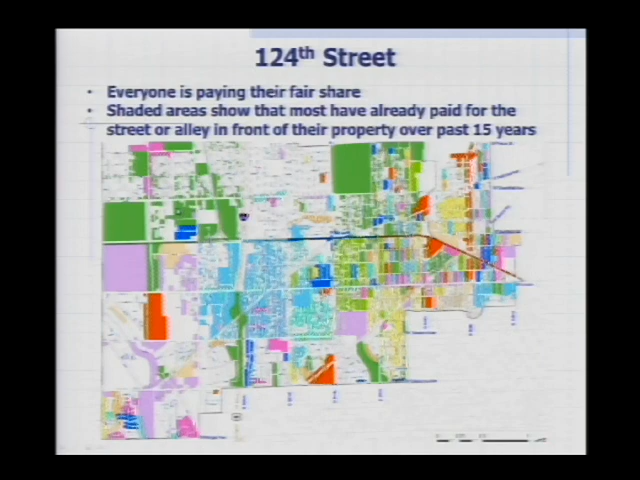 124th Street
• Everyone is paying their fair share
• Shaded areas show that most have already paid for the
street or alley in front of their property over past 15 years